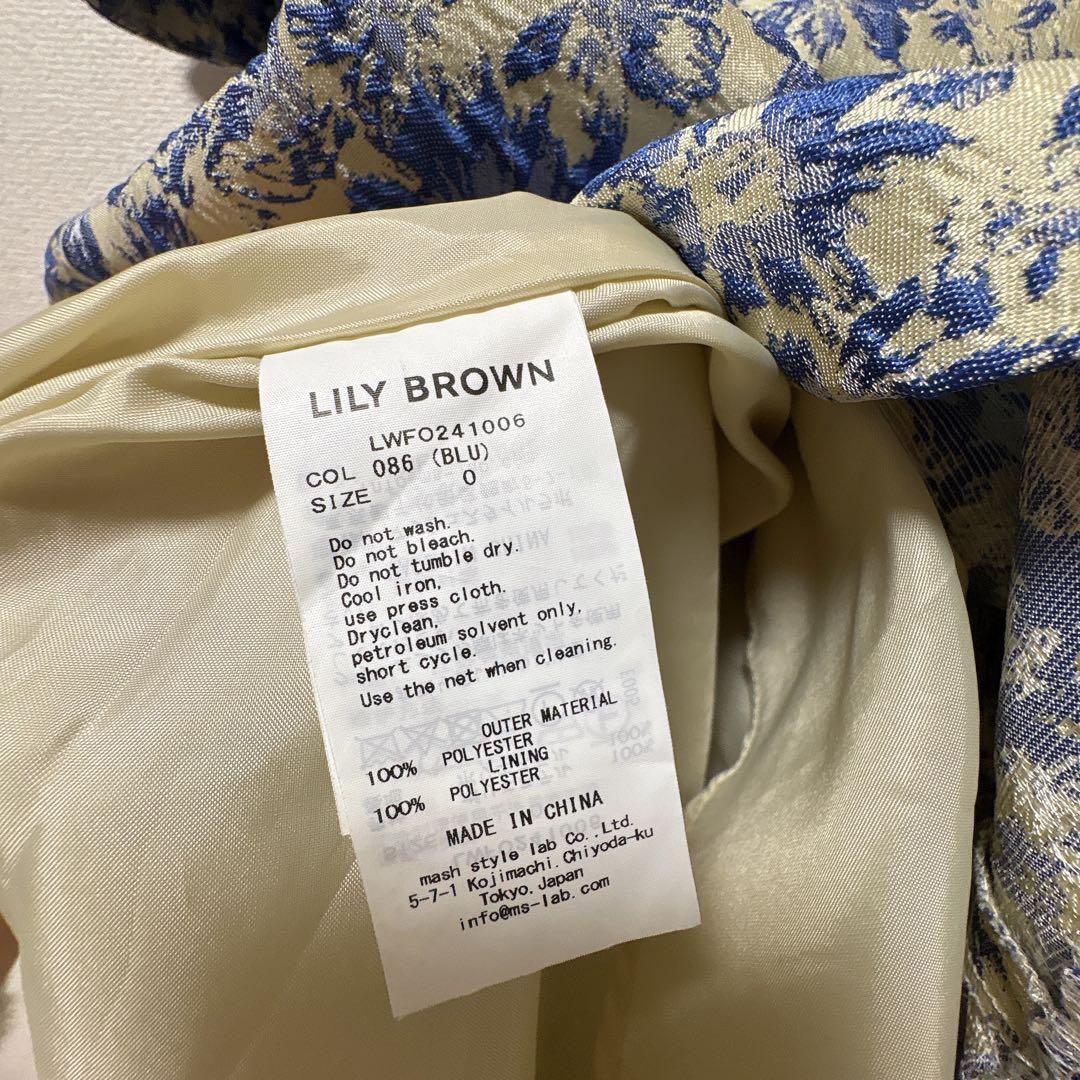 LILY BROWN
LWFO241006
COL 086 (BLU)
SIZE 0
Do not wash.
Do not bleach.
Do not tumble dry.
Cool iron,
use press cloth.
Dryclean,
petroleum solvent only,
short cycle.
Use the net when cleaning.
OUTER MATERIAL
100% POLYESTER
LINING
100% POLYESTER
MADE IN CHINA
mash style lab Co.,Ltd.
5-7-1 Kojimachi.Chiyoda-ku
Tokyo.Japan
info@ms-lab.com